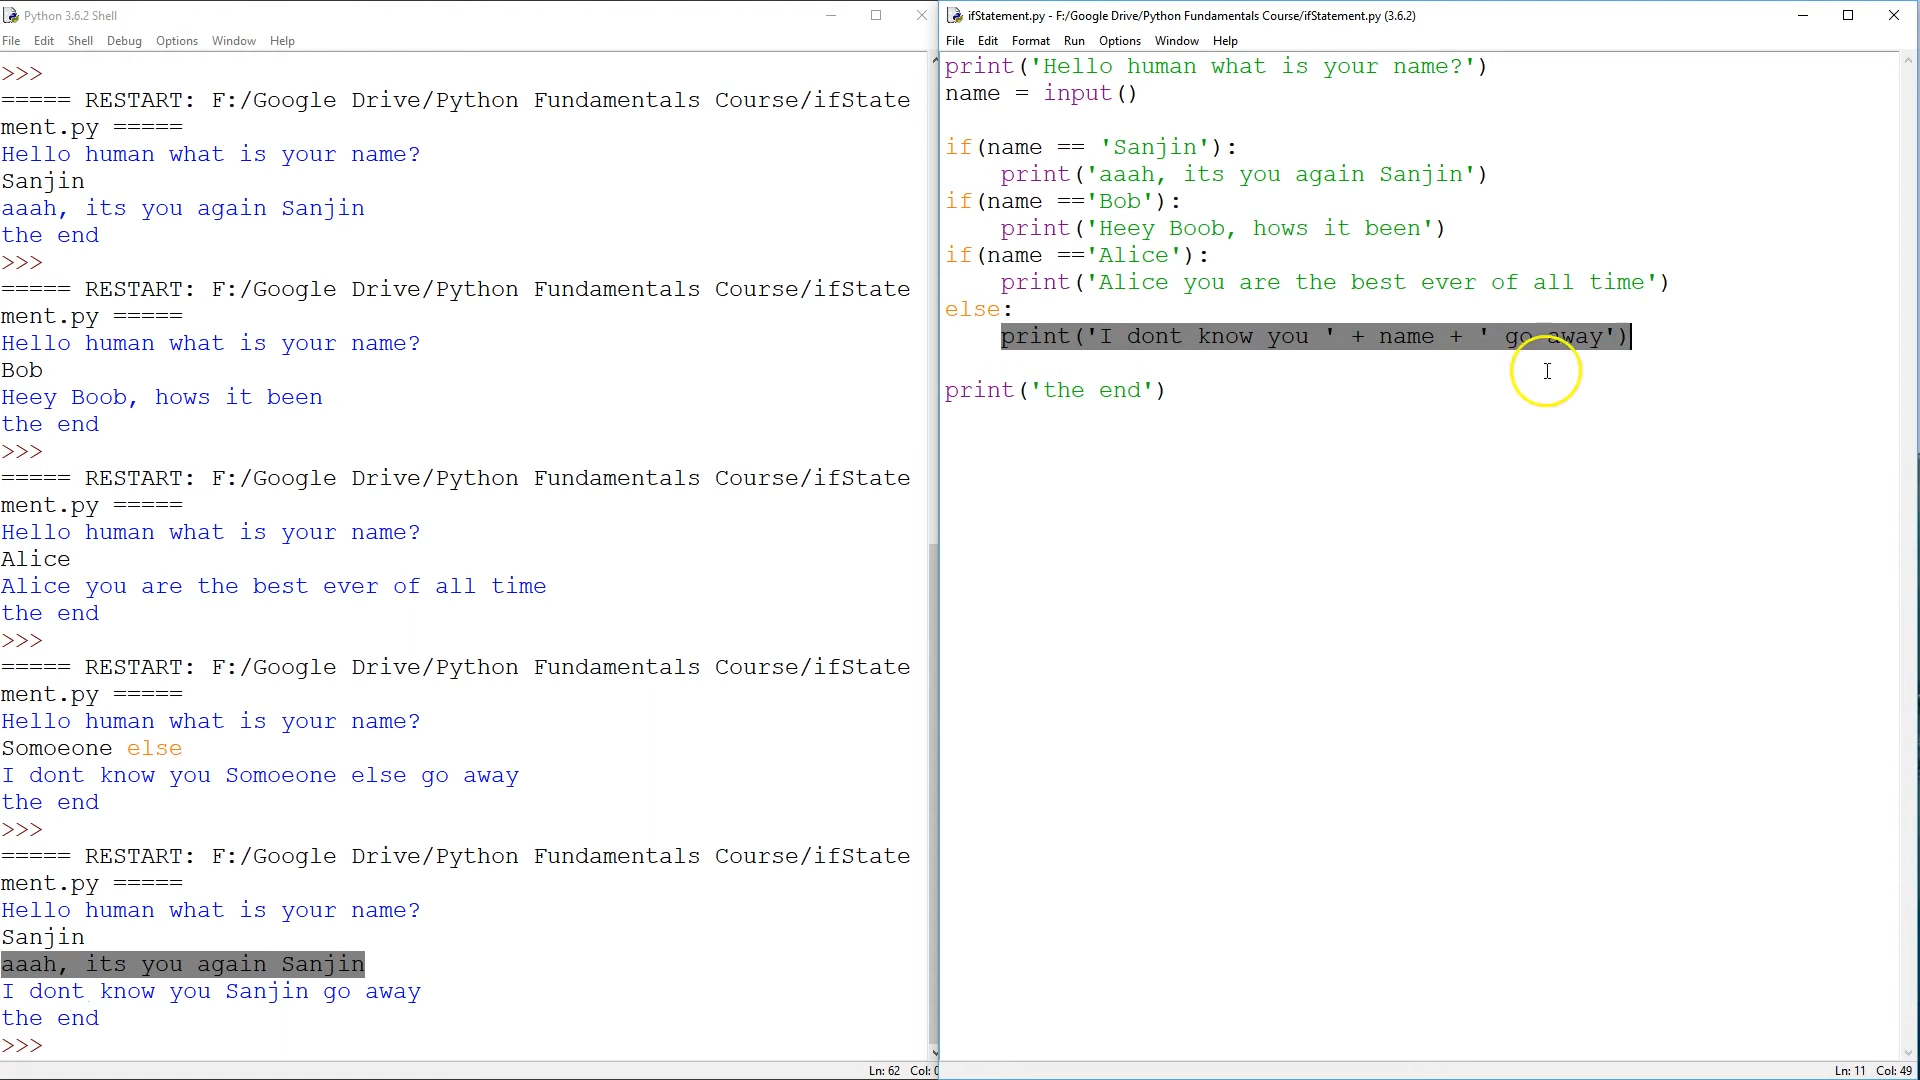 Python 3.6.2 Shell
File Edit Shell Debug Options Window Help
>>>
===== RESTART: F:/Google Drive/Python Fundamentals Course/ifState
ment.py =====
Hello human what is your name?
Sanjin
aaah, its you again Sanjin
the end
>>>
===== RESTART: F:/Google Drive/Python Fundamentals Course/ifState
ment.py =====
Hello human what is your name?
Bob
Heey Boob, hows it been
the end
>>>
===== RESTART: F:/Google Drive/Python Fundamentals Course/ifState
ment.py =====
Hello human what is your name?
Alice
Alice you are the best ever of all time
the end
>>>
===== RESTART: F:/Google Drive/Python Fundamentals Course/ifState
ment.py =====
Hello human what is your name?
Somoeone else
I dont know you Somoeone else go away
the end
>>>
===== RESTART: F:/Google Drive/Python Fundamentals Course/ifState
ment.py =====
Hello human what is your name?
Sanjin
aaah, its you again Sanjin
I dont know you Sanjin go away
the end
>>>
Ln: 62 Col: 0
ifStatement.py - F:/Google Drive/Python Fundamentals Course/ifStatement.py (3.6.2)
File Edit Format Run Options Window Help
print('Hello human what is your name?')
name = input()
if(name == 'Sanjin'):
    print('aaah, its you again Sanjin')
if(name =='Bob'):
    print('Heey Boob, hows it been')
if(name =='Alice'):
    print('Alice you are the best ever of all time')
else:
    print('I dont know you ' + name + ' go away')
print('the end')
Ln: 11 Col: 49